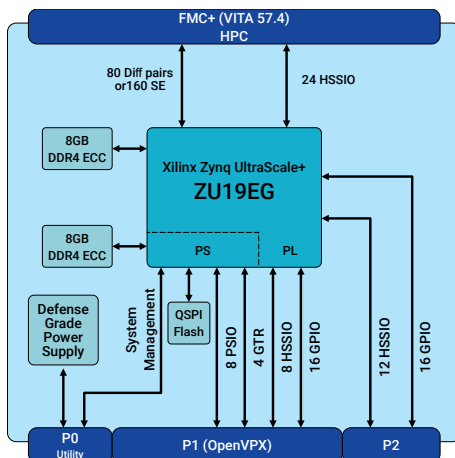 FMC+ (VITA 57.4)
HPC
80 Diff pairs
or160 SE
24 HSSIO
8GB
DDR4 ECC
Xilinx Zynq UltraScale+
ZU19EG
8GB
DDR4 ECC
PS
PL
Defense
Grade
Power
Supply
System
Management
QSPI
Flash
8 PSIO
4 GTR
8 HSSIO
16 GPIO
12 HSSIO
16 GPIO
P0
Utility
P1 (OpenVPX)
P2